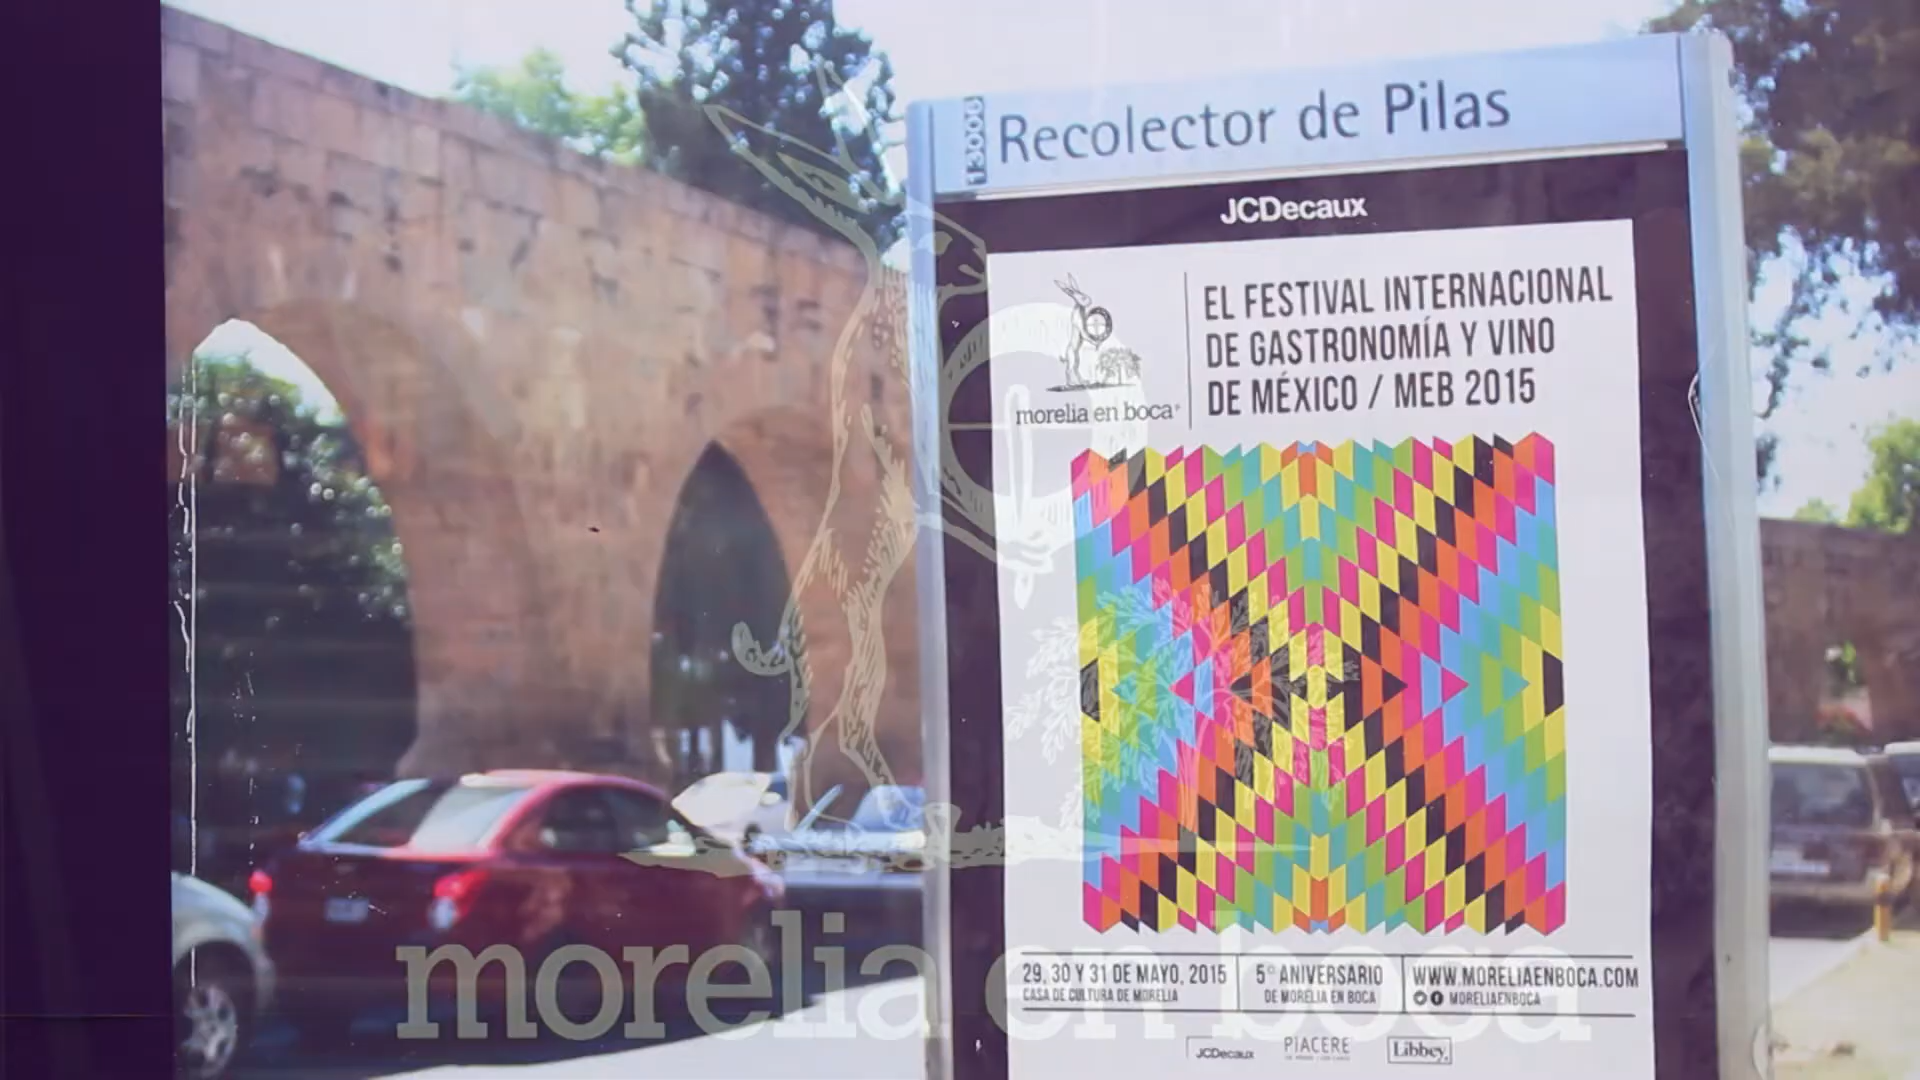 13000
Recolector de Pilas
JCDecaux
morelia en boca
EL FESTIVAL INTERNACIONAL
DE GASTRONOMÍA Y VINO
DE MÉXICO / MEB 2015
29, 30 Y 31 DE MAYO, 2015
CASA DE CULTURA DE MORELIA
5° ANIVERSARIO
DE MORELIA EN BOCA
WWW.MORELIAENBOCA.COM
MORELIAENBOCA
JCDecaux
PIACERE
Libbey
morelia en boca